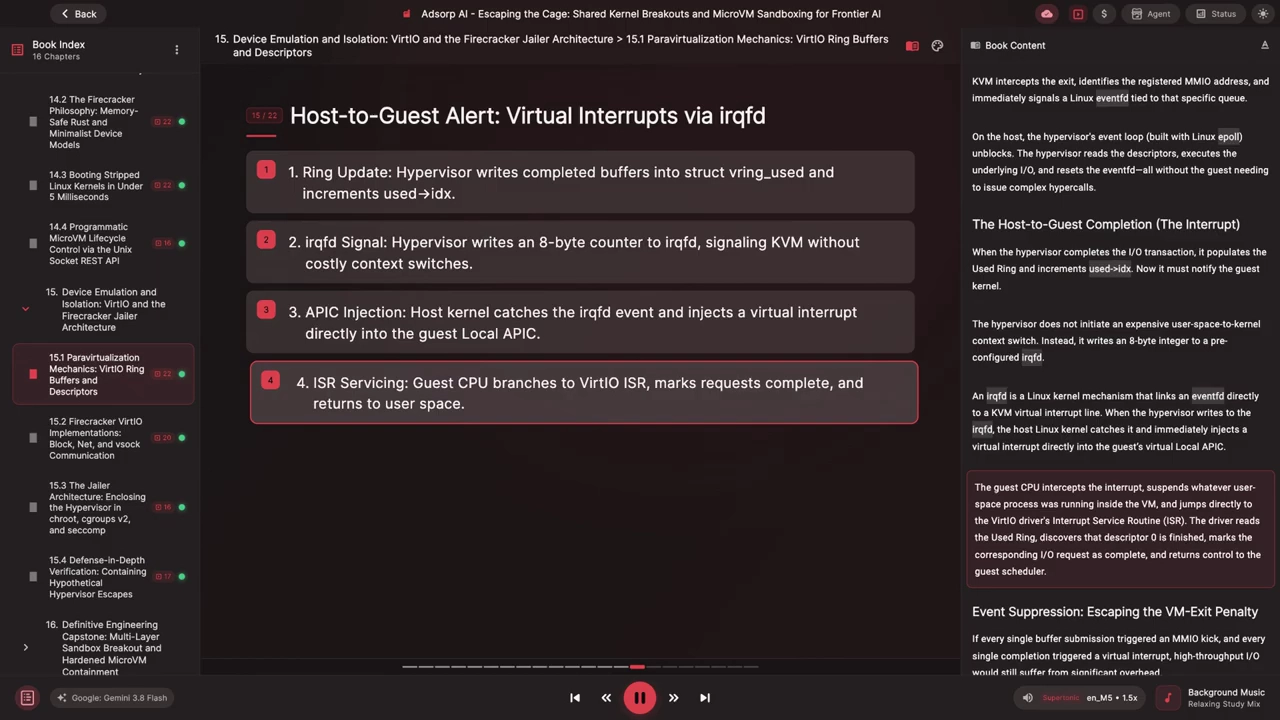 Back
Adsorp AI - Escaping the Cage: Shared Kernel Breakouts and MicroVM Sandboxing for Frontier AI
$
Agent
Status
Book Index
16 Chapters
14.2 The Firecracker
Philosophy: Memory-
Safe Rust and
Minimalist Device
Models
22
14.3 Booting Stripped
Linux Kernels in Under
5 Milliseconds
22
14.4 Programmatic
MicroVM Lifecycle
Control via the Unix
Socket REST API
16
15. Device Emulation and
Isolation: VirtIO and the
Firecracker Jailer
Architecture
15.1 Paravirtualization
Mechanics: VirtIO Ring
Buffers and
Descriptors
22
15.2 Firecracker VirtIO
Implementations:
Block, Net, and vsock
Communication
20
15.3 The Jailer
Architecture: Enclosing
the Hypervisor in
chroot, cgroups v2,
and seccomp
16
15.4 Defense-in-Depth
Verification: Containing
Hypothetical
Hypervisor Escapes
17
16. Definitive Engineering
Capstone: Multi-Layer
Sandbox Breakout and
Hardened MicroVM
Containment
15. Device Emulation and Isolation: VirtIO and the Firecracker Jailer Architecture > 15.1 Paravirtualization Mechanics: VirtIO Ring Buffers
and Descriptors
15 / 22
Host-to-Guest Alert: Virtual Interrupts via irqfd
1
1. Ring Update: Hypervisor writes completed buffers into struct vring_used and
increments used→idx.
2
2. irqfd Signal: Hypervisor writes an 8-byte counter to irqfd, signaling KVM without
costly context switches.
3
3. APIC Injection: Host kernel catches the irqfd event and injects a virtual interrupt
directly into the guest Local APIC.
4
4. ISR Servicing: Guest CPU branches to VirtIO ISR, marks requests complete, and
returns to user space.
Book Content
KVM intercepts the exit, identifies the registered MMIO address, and
immediately signals a Linux eventfd tied to that specific queue.
On the host, the hypervisor's event loop (built with Linux epoll)
unblocks. The hypervisor reads the descriptors, executes the
underlying I/O, and resets the eventfd—all without the guest needing
to issue complex hypercalls.
The Host-to-Guest Completion (The Interrupt)
When the hypervisor completes the I/O transaction, it populates the
Used Ring and increments used->idx. Now it must notify the guest
kernel.
The hypervisor does not initiate an expensive user-space-to-kernel
context switch. Instead, it writes an 8-byte integer to a pre-
configured irqfd.
An irqfd is a Linux kernel mechanism that links an eventfd directly
to a KVM virtual interrupt line. When the hypervisor writes to the
irqfd, the host Linux kernel catches it and immediately injects a
virtual interrupt directly into the guest's virtual Local APIC.
The guest CPU intercepts the interrupt, suspends whatever user-
space process was running inside the VM, and jumps directly to
the VirtIO driver's Interrupt Service Routine (ISR). The driver reads
the Used Ring, discovers that descriptor 0 is finished, marks the
corresponding I/O request as complete, and returns control to the
guest scheduler.
Event Suppression: Escaping the VM-Exit Penalty
If every single buffer submission triggered an MMIO kick, and every
single completion triggered a virtual interrupt, high-throughput I/O
would still suffer from significant overhead.
Google: Gemini 3.8 Flash
Supertonic en_M5 • 1.5x
Background Music
Relaxing Study Mix